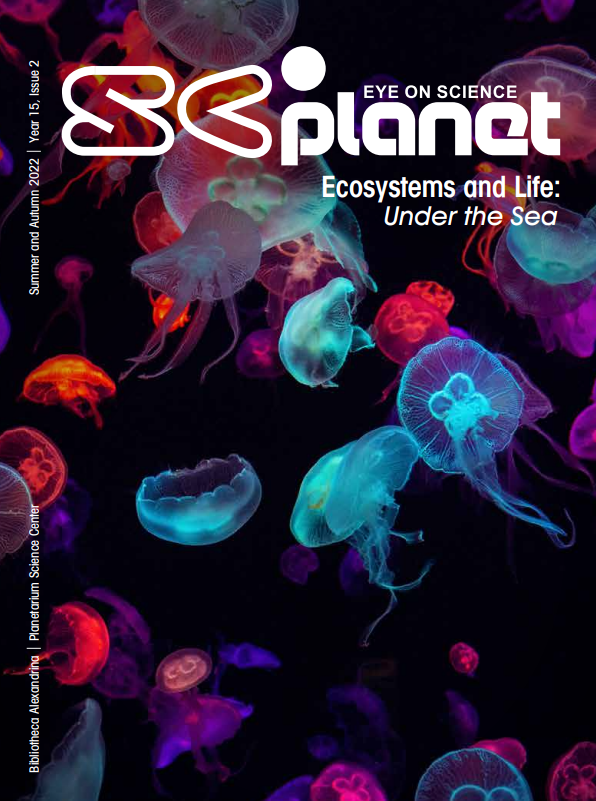 SCI
EYE ON SCIENCE
planet
Ecosystems and Life:
Under the Sea
Summer and Autumn 2022 | Year 15, Issue 2
Bibliotheca Alexandrina | Planetarium Science Center